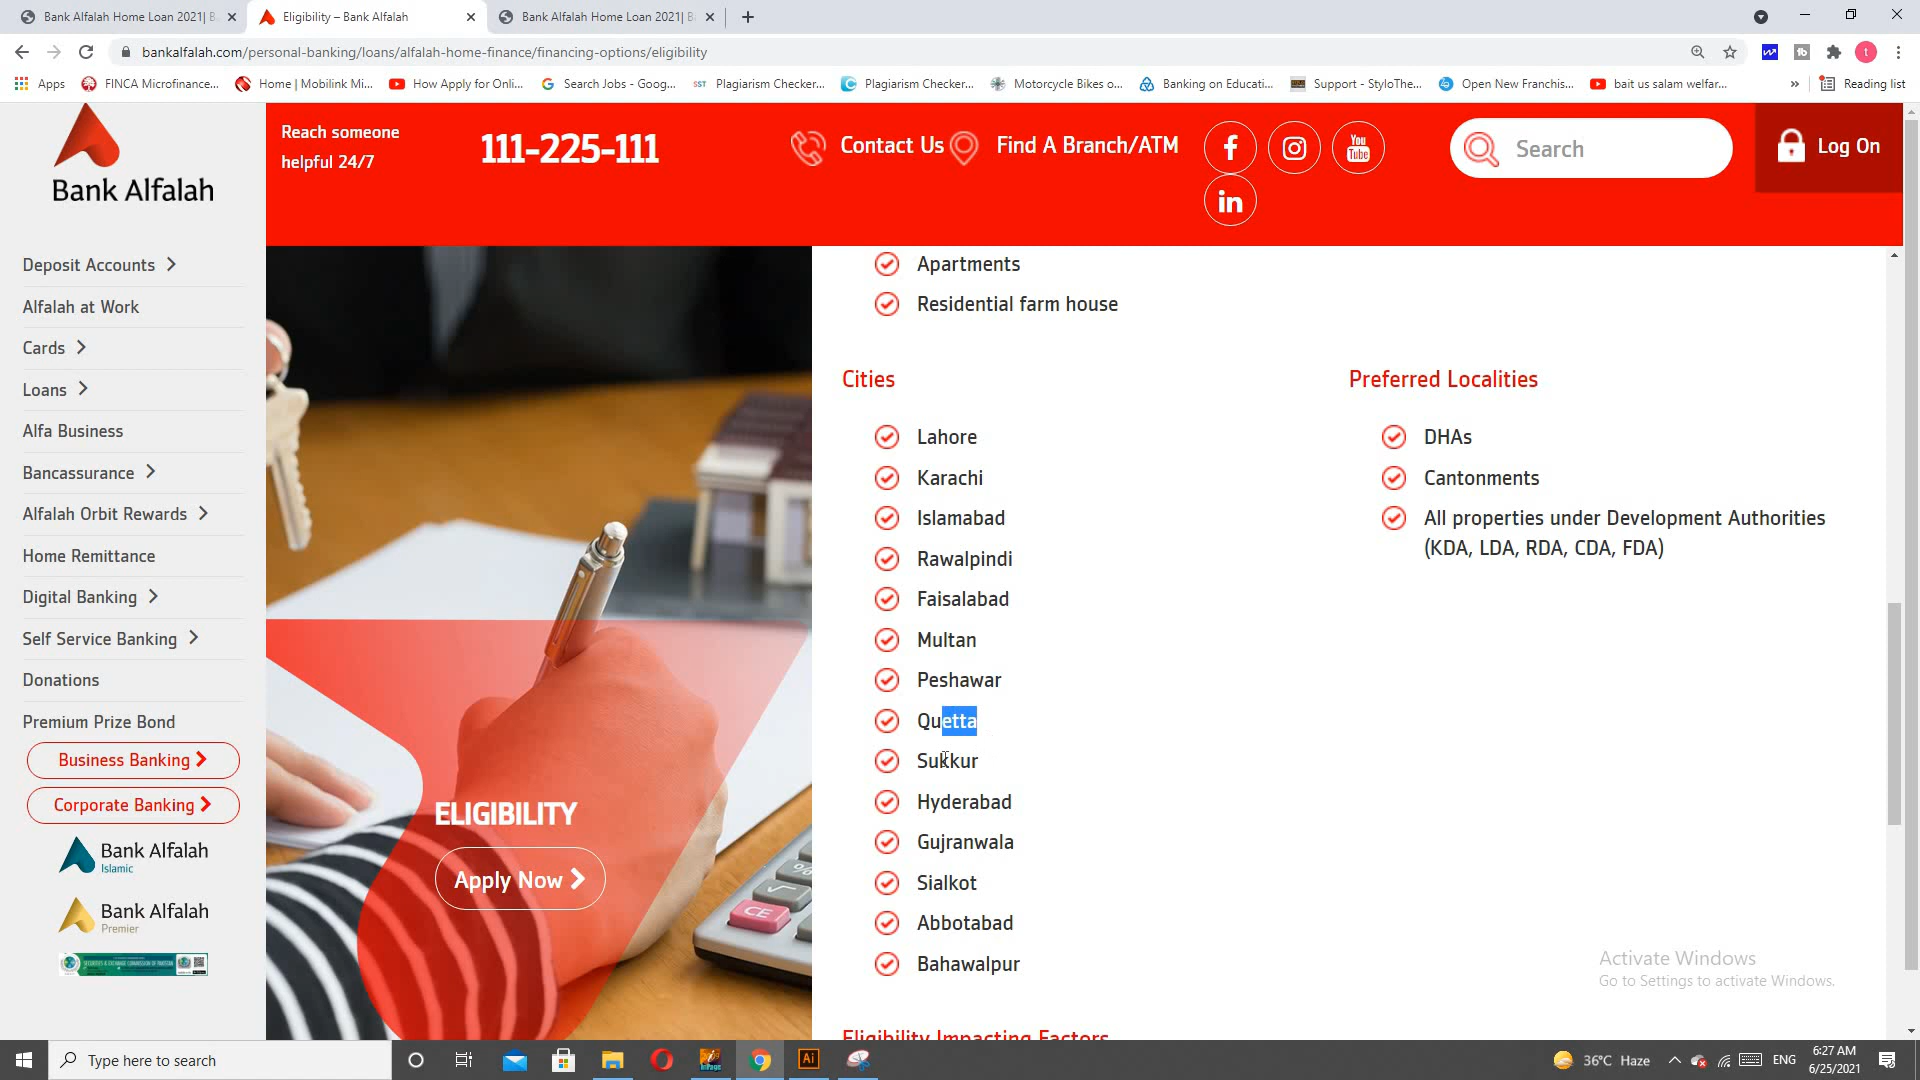 Bank Alfalah Home Loan 2021| B
Eligibility – Bank Alfalah
Bank Alfalah Home Loan 2021| B
bankalfalah.com/personal-banking/loans/alfalah-home-finance/financing-options/eligibility
Apps
FINCA Microfinance...
Home | Mobilink Mi...
How Apply for Onli...
Search Jobs - Goog...
Plagiarism Checker...
Plagiarism Checker...
Motorcycle Bikes o...
Banking on Educati...
Support - StyloThe...
Open New Franchis...
bait us salam welfar...
Reading list
Bank Alfalah
Reach someone
helpful 24/7
111-225-111
Contact Us
Find A Branch/ATM
You
Tube
in
Search
Log On
Deposit Accounts
Alfalah at Work
Cards
Loans
Alfa Business
Bancassurance
Alfalah Orbit Rewards
Home Remittance
Digital Banking
Self Service Banking
Donations
Premium Prize Bond
Business Banking
Corporate Banking
Bank Alfalah
Islamic
Bank Alfalah
Premier
ELIGIBILITY
Apply Now
CE
Apartments
Residential farm house
Cities
Lahore
Karachi
Islamabad
Rawalpindi
Faisalabad
Multan
Peshawar
Quetta
Sukkur
Hyderabad
Gujranwala
Sialkot
Abbotabad
Bahawalpur
Preferred Localities
DHAs
Cantonments
All properties under Development Authorities
(KDA, LDA, RDA, CDA, FDA)
Eligibility Impacting Factors
Activate Windows
Go to Settings to activate Windows.
Type here to search
Ai
36°C Haze
ENG
6:27 AM
6/25/2021